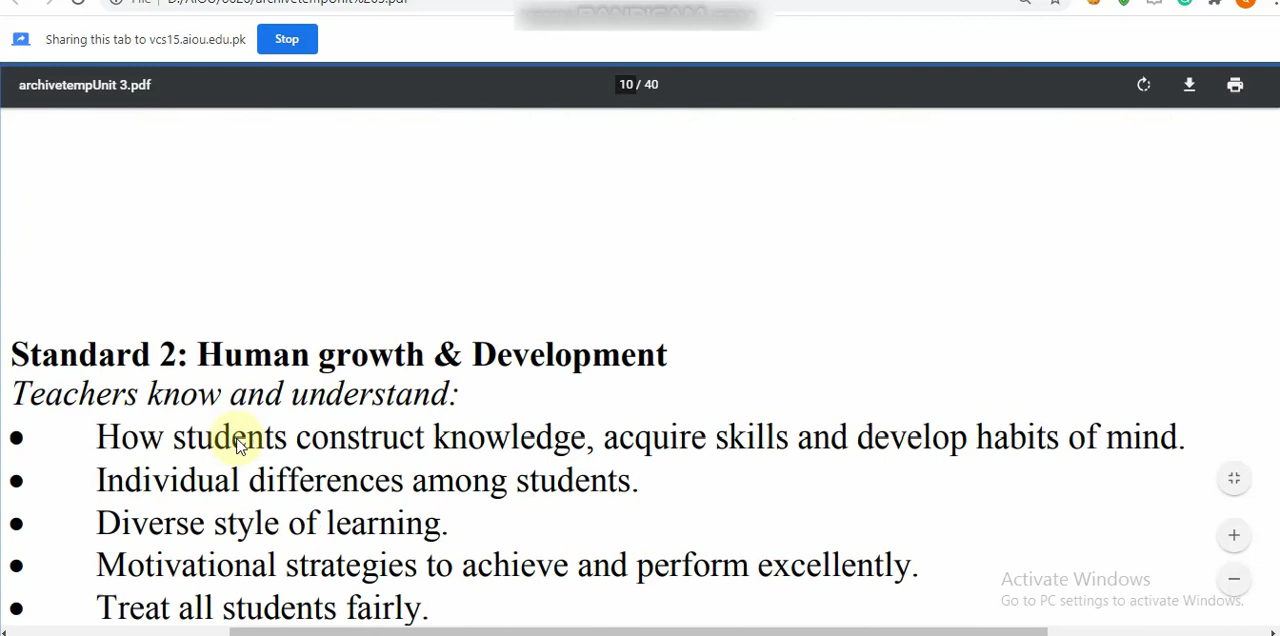 Sharing this tab to vcs15.aiou.edu.pk Stop
archivetempUnit 3.pdf 10 / 40
Standard 2: Human growth & Development
Teachers know and understand:
● How students construct knowledge, acquire skills and develop habits of mind.
● Individual differences among students.
● Diverse style of learning.
● Motivational strategies to achieve and perform excellently.
● Treat all students fairly.
Activate Windows
Go to PC settings to activate Windows.